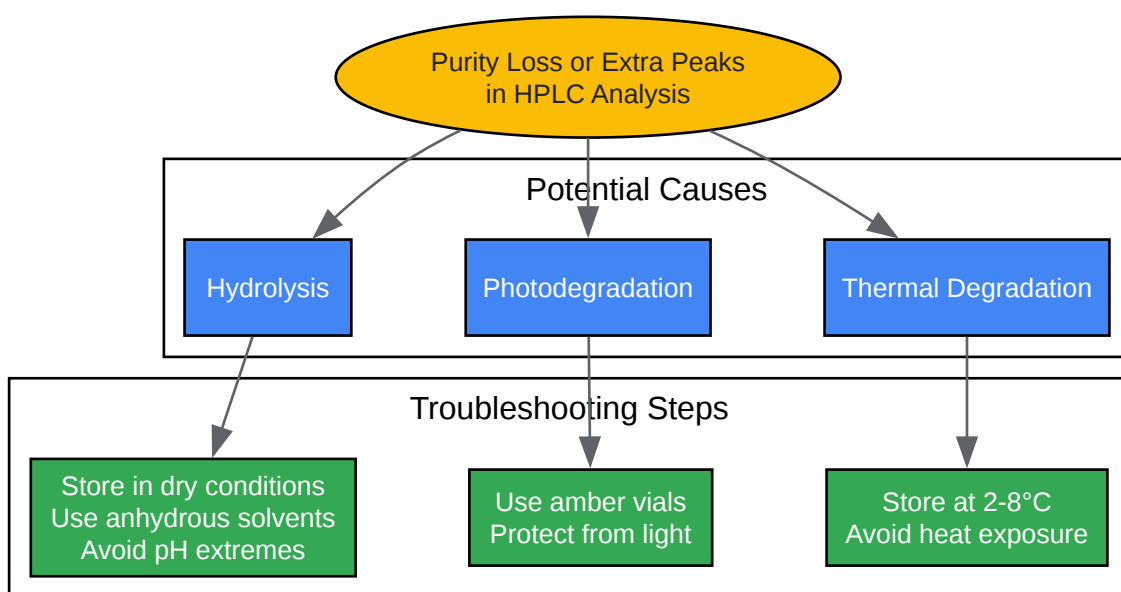 Purity Loss or Extra Peaks
in HPLC Analysis
Potential Causes
Hydrolysis
Photodegradation
Thermal Degradation
Troubleshooting Steps
Store in dry conditions
Use anhydrous solvents
Avoid pH extremes
Use amber vials
Protect from light
Store at 2-8°C
Avoid heat exposure